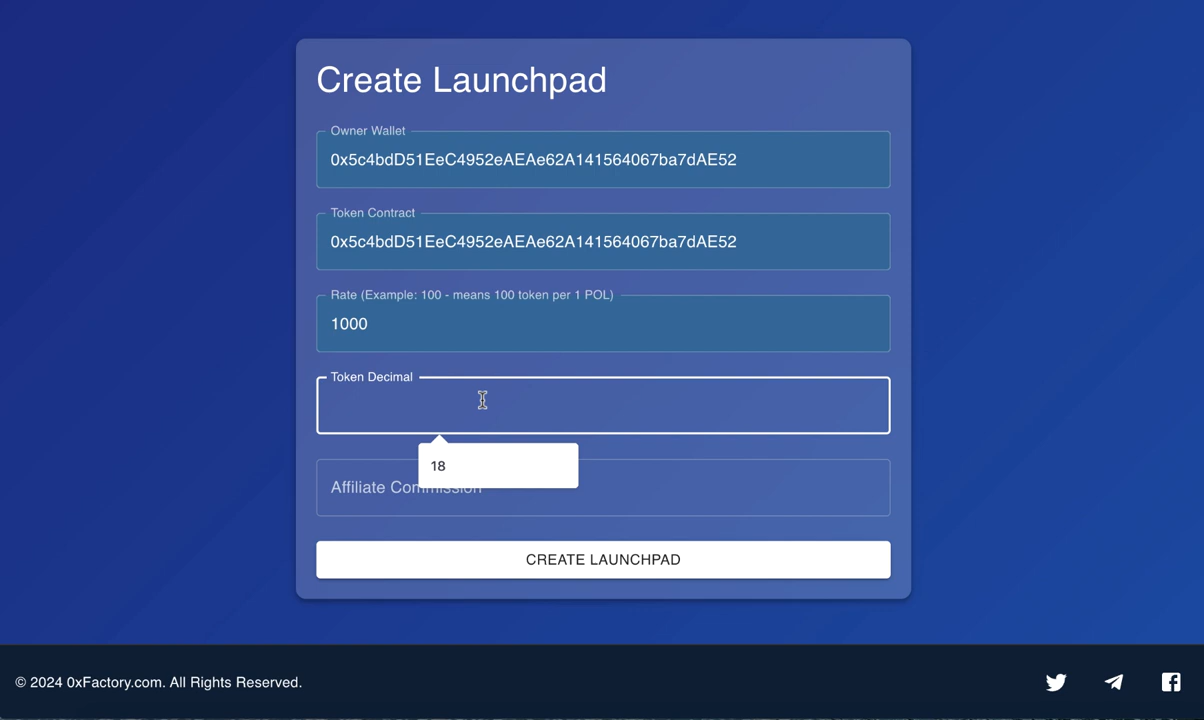 Create Launchpad
Owner Wallet
0x5c4bdD51EeC4952eAEAe62A141564067ba7dAE52
Token Contract
0x5c4bdD51EeC4952eAEAe62A141564067ba7dAE52
Rate (Example: 100 - means 100 token per 1 POL)
1000
Token Decimal
18
Affiliate Commission
CREATE LAUNCHPAD
© 2024 0xFactory.com. All Rights Reserved.